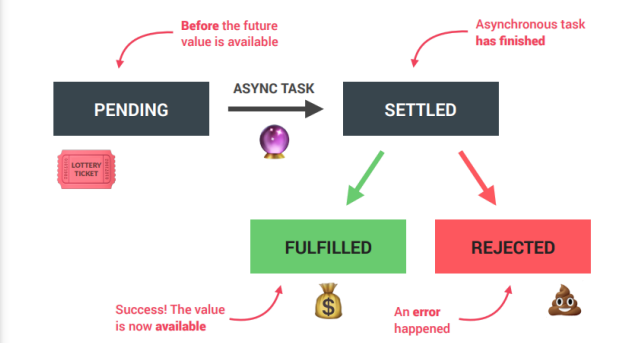 Before the future
value is available
Asynchronous task
has finished
PENDING
ASYNC TASK
SETTLED
LOTTERY
TICKET
FULFILLED
REJECTED
Success! The value
is now available
$
An error
happened